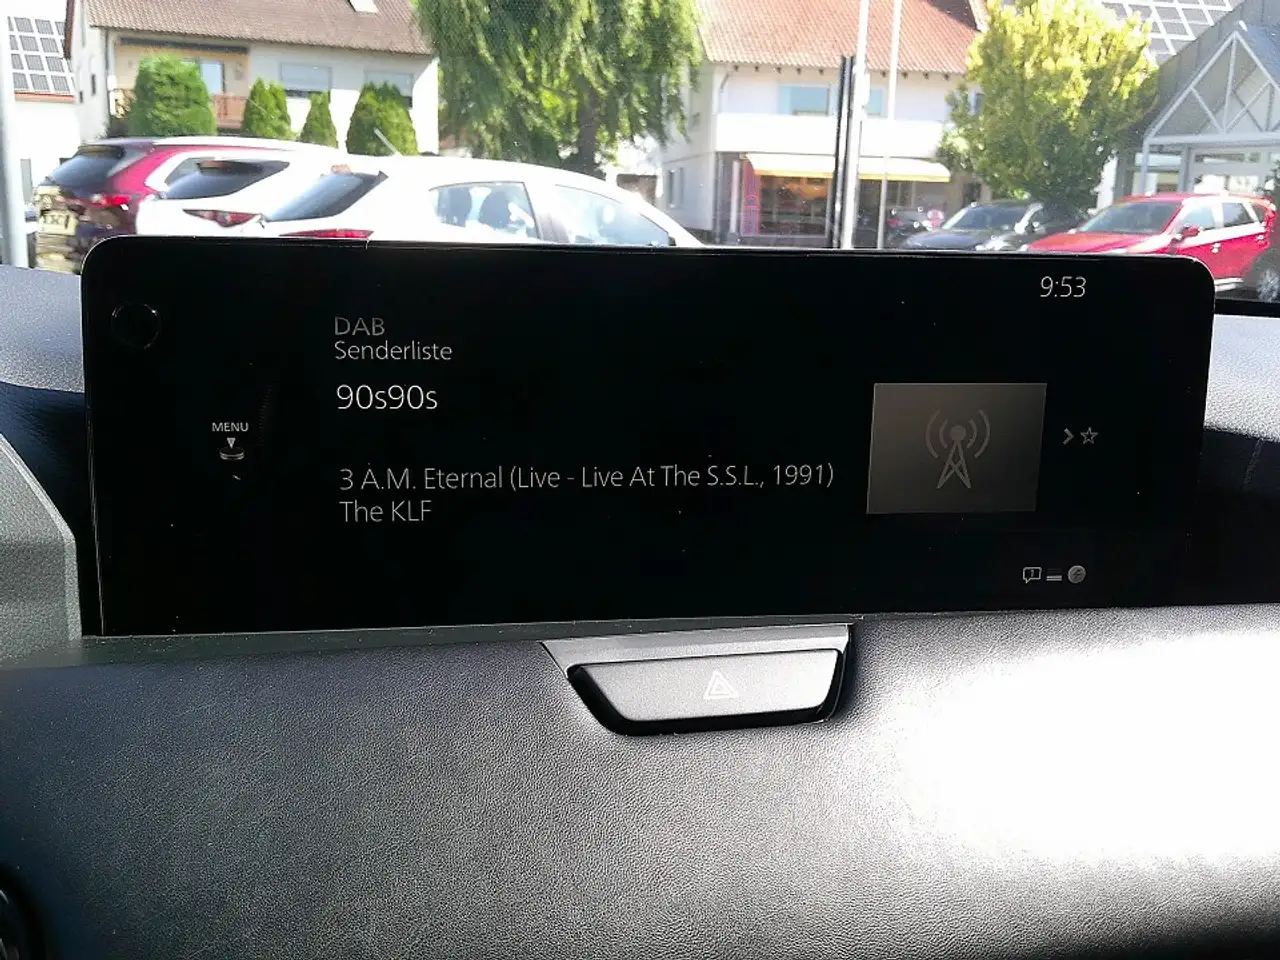 9:53
DAB
Senderliste
90s90s
MENU
3 A.M. Eternal (Live - Live At The S.S.L., 1991)
The KLF